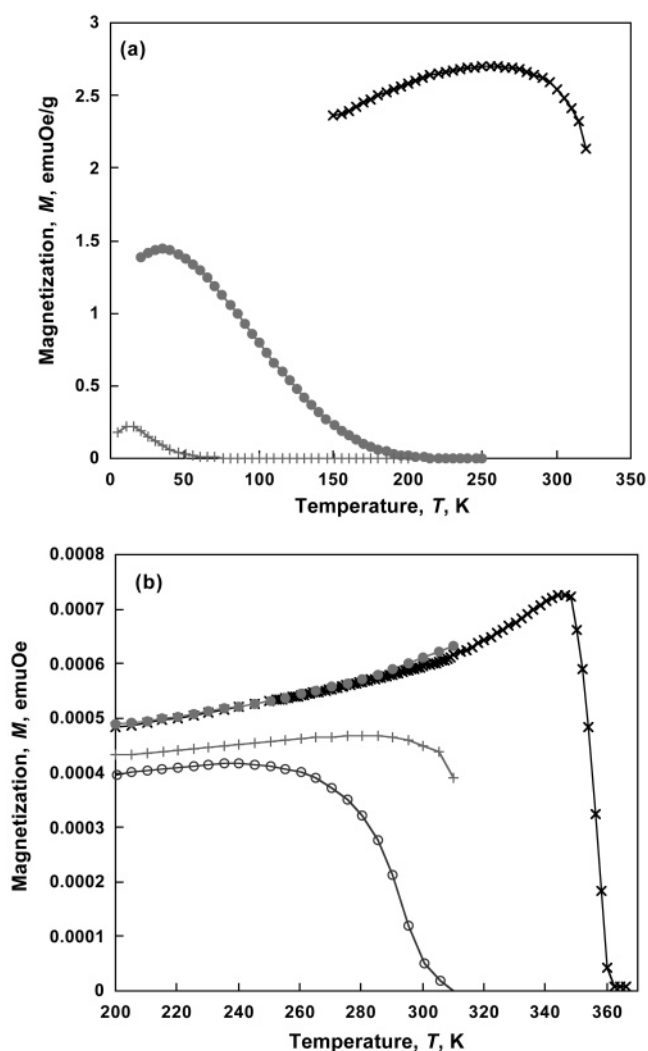 (a)
3
2.5
2
1.5
1
0.5
0
0 50 100 150 200 250 300 350
Magnetization, M, emuOe/g
Temperature, T, K
(b)
0.0008
0.0007
0.0006
0.0005
0.0004
0.0003
0.0002
0.0001
0
200 220 240 260 280 300 320 340 360
Magnetization, M, emuOe
Temperature, T, K